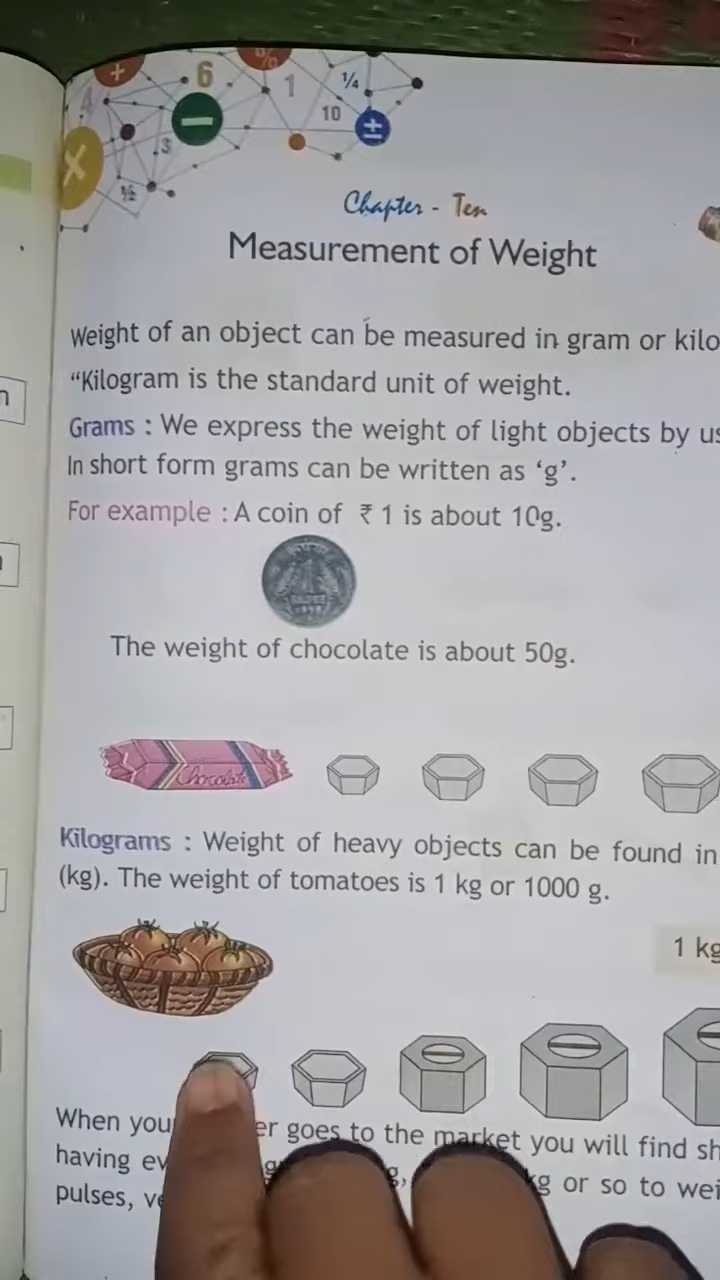 6
%
1
¼
4
10
3
½
Chapter - Ten
Measurement of Weight
Weight of an object can be measured in gram or kilo
“Kilogram is the standard unit of weight.
Grams : We express the weight of light objects by us
In short form grams can be written as ‘g’.
For example : A coin of ₹ 1 is about 10g.
The weight of chocolate is about 50g.
Chocolate
Kilograms : Weight of heavy objects can be found in
(kg). The weight of tomatoes is 1 kg or 1000 g.
1 kg
When you er goes to the market you will find sh
having ev kg or so to wei
pulses, ve